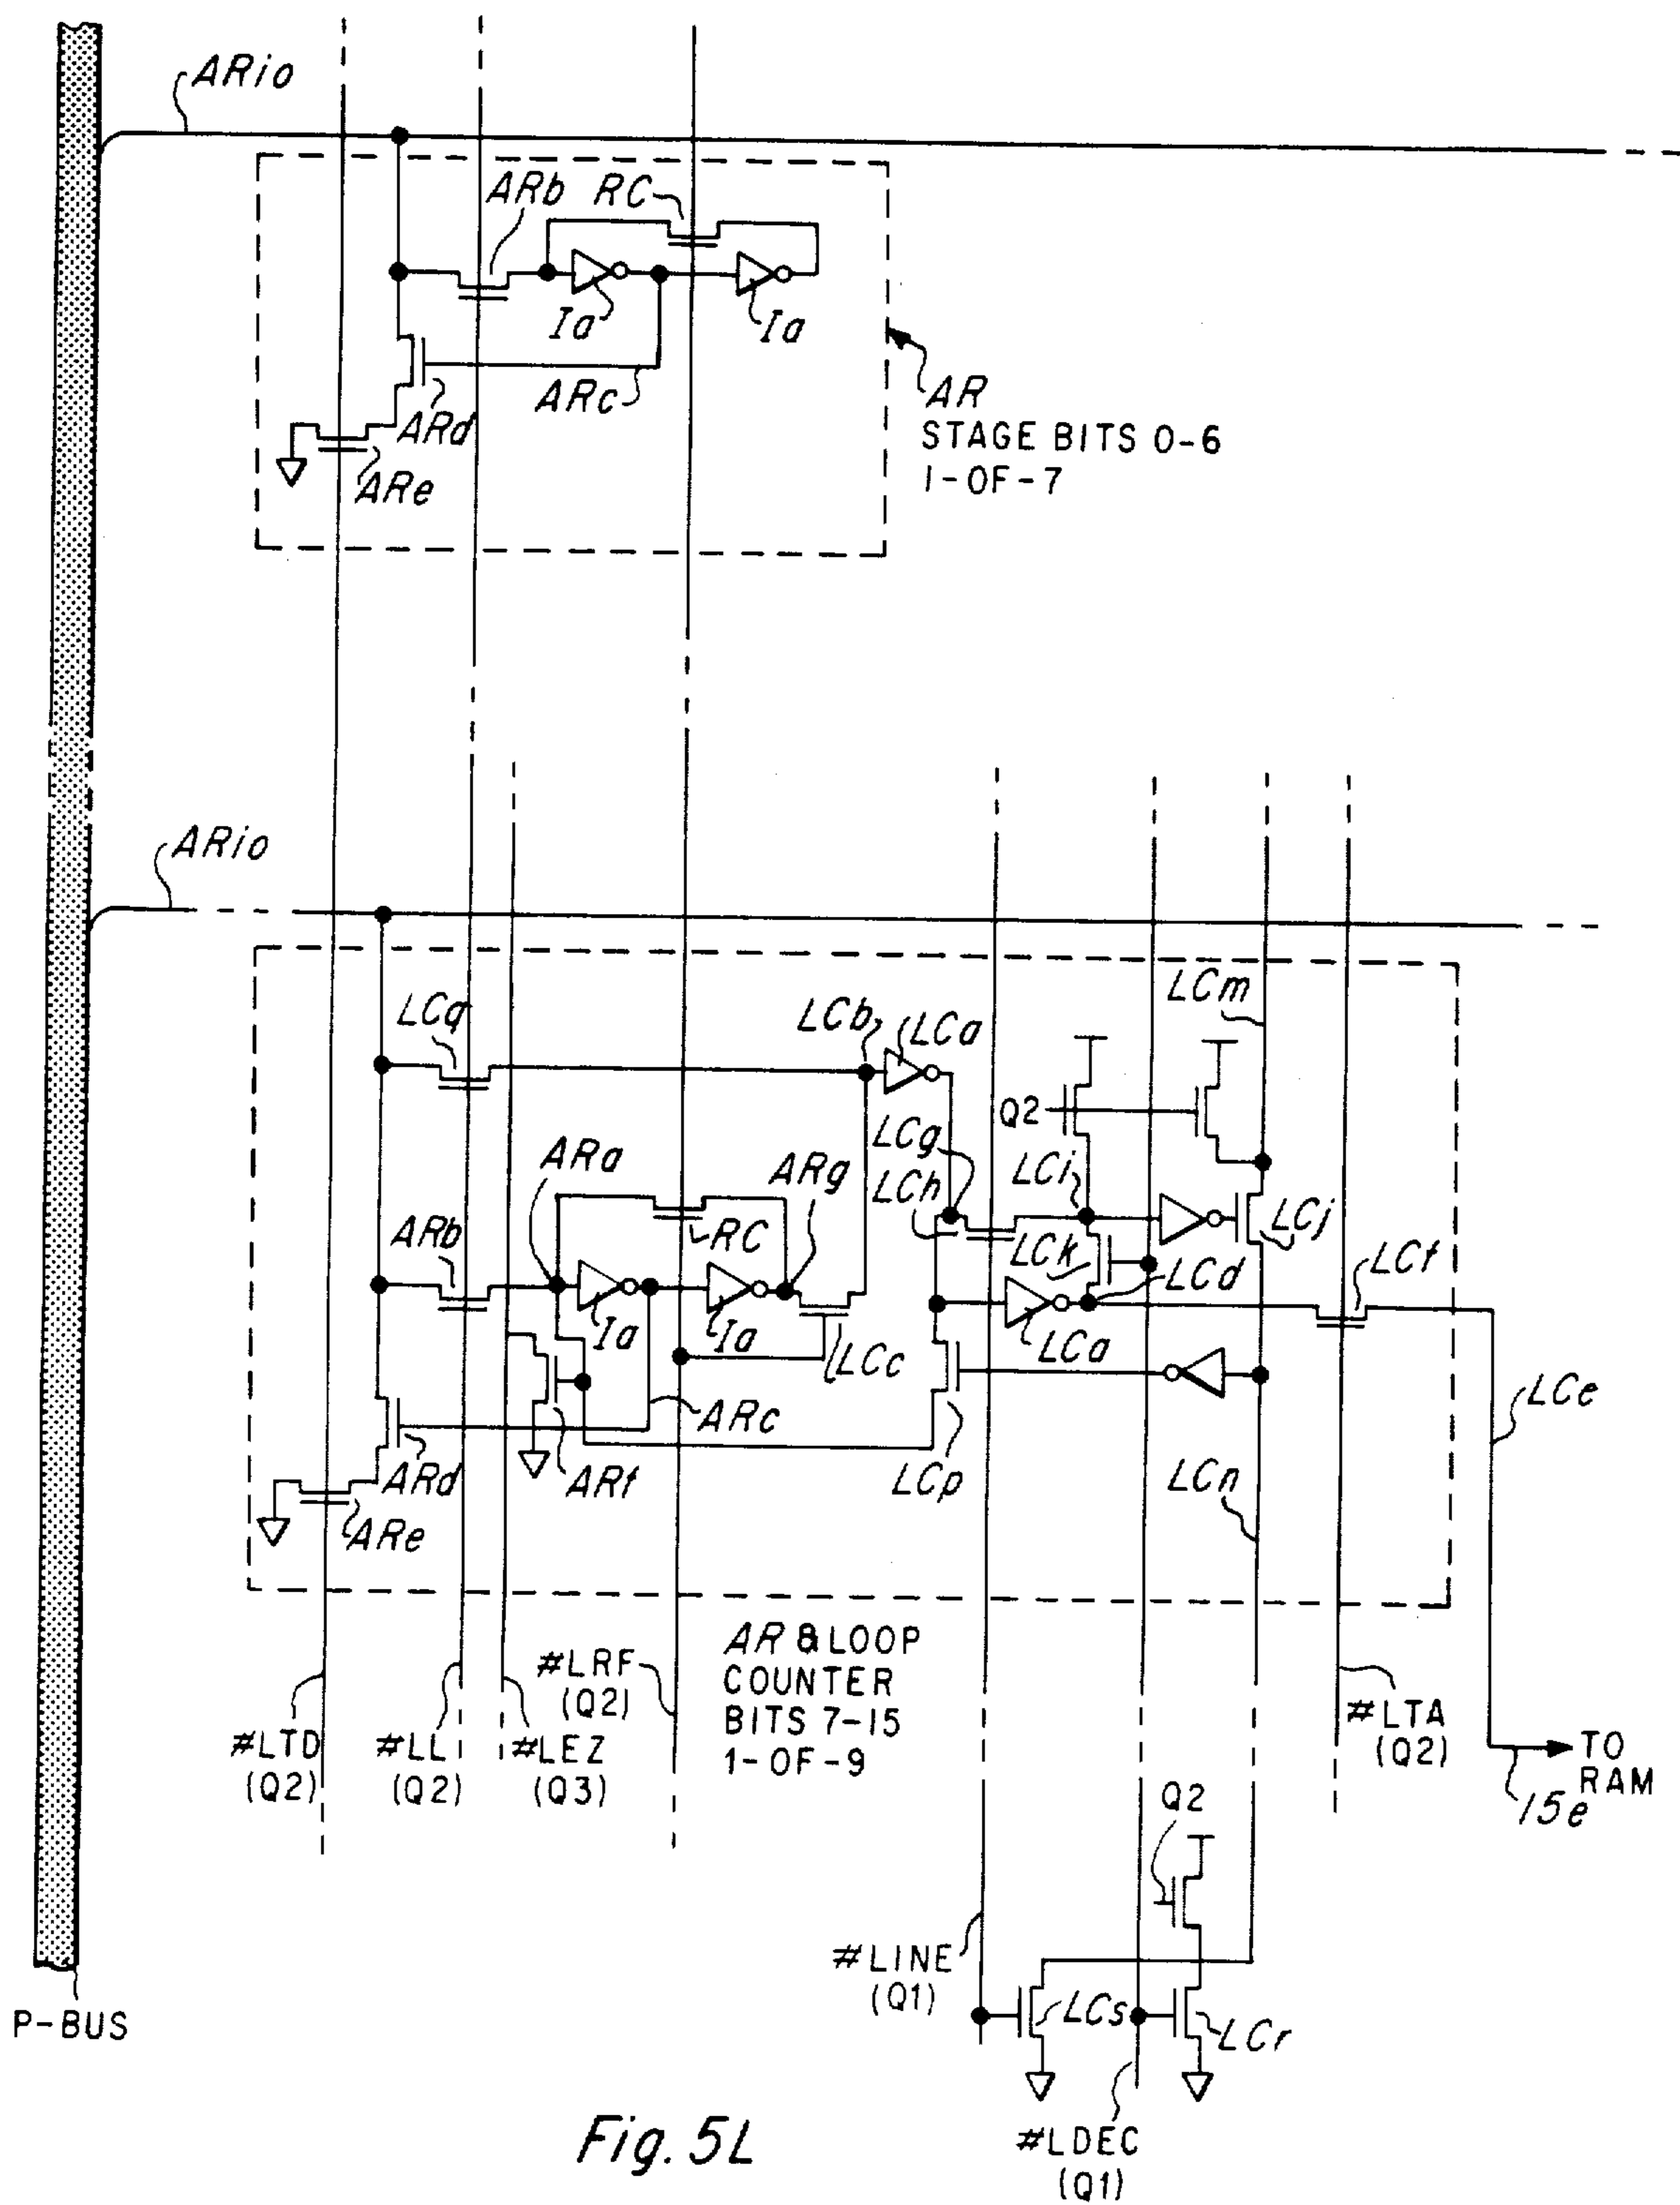 ARio
ARb
RC
Ia
Ia
ARc
ARd
ARe
AR
STAGE BITS 0-6
1-OF-7
ARio
LCq
LCb
LCa
LCm
Q2
LCg
LCh
LCi
LCj
ARa
ARg
ARb
RC
LCk
LCd
LCf
Ia
Ia
LCc
LCa
LCe
ARc
ARd
ARf
LCp
LCn
ARe
#LTD
(Q2)
#LL
(Q2)
#LEZ
(Q3)
#LRF
(Q2)
AR & LOOP
COUNTER
BITS 7-15
1-OF-9
#LTA
(Q2)
TO
RAM
15e
Q2
#LINE
(Q1)
LCs
LCr
P-BUS
#LDEC
(Q1)
Fig. 5L